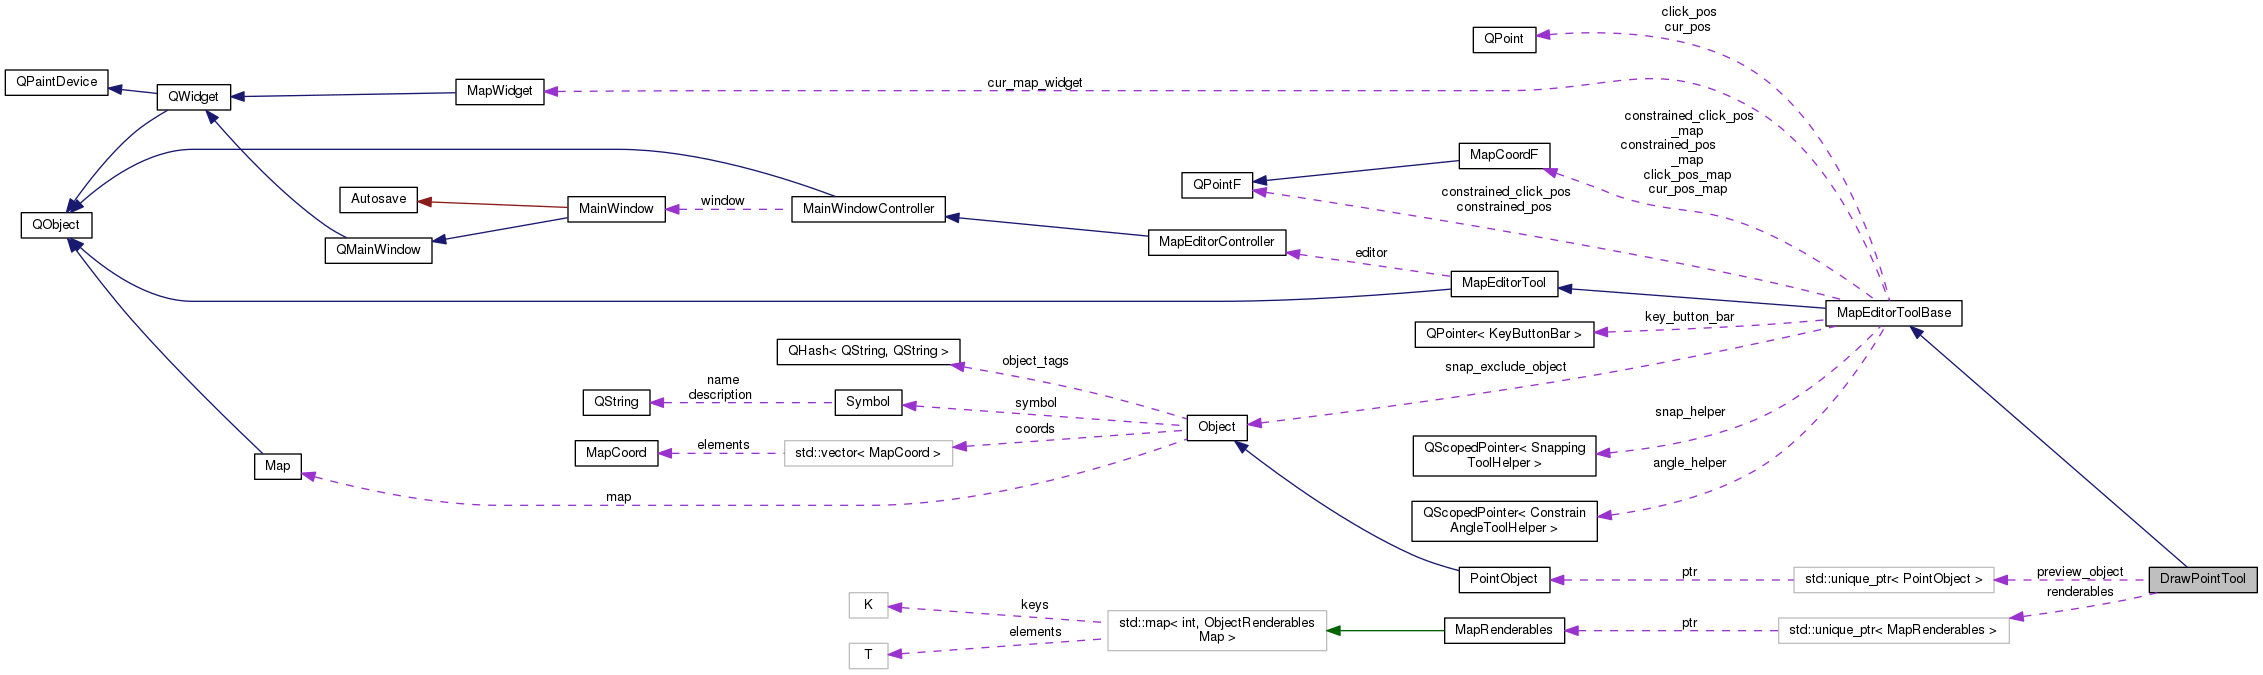 click_pos
cur_pos
QPoint
QPaintDevice
QWidget
MapWidget
cur_map_widget
constrained_click_pos
_map
constrained_pos
_map
click_pos_map
cur_pos_map
MapCoordF
QPointF
constrained_click_pos
constrained_pos
Autosave
MainWindow
window
MainWindowController
QObject
QMainWindow
MapEditorController
editor
MapEditorTool
MapEditorToolBase
key_button_bar
QPointer< KeyButtonBar >
QHash< QString, QString >
object_tags
snap_exclude_object
name
description
QString
Symbol
symbol
coords
Object
snap_helper
elements
MapCoord
std::vector< MapCoord >
QScopedPointer< Snapping
ToolHelper >
angle_helper
Map
map
QScopedPointer< Constrain
AngleToolHelper >
PointObject
ptr
std::unique_ptr< PointObject >
preview_object
DrawPointTool
renderables
K
keys
std::map< int, ObjectRenderables
Map >
elements
T
MapRenderables
ptr
std::unique_ptr< MapRenderables >